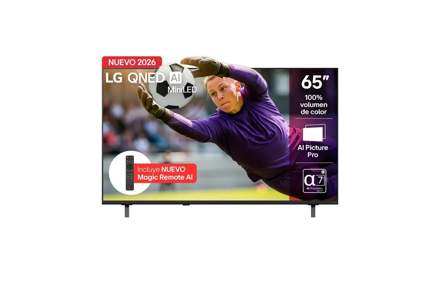 NUEVO 2026
LG QNED AI
MiniLED
65"
100%
volumen
de color
AI Picture
Pro
Incluye NUEVO
Magic Remote AI
α7